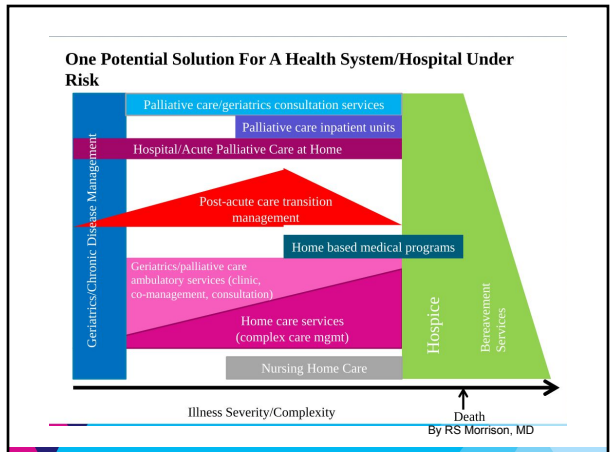 One Potential Solution For A Health System/Hospital Under
Risk
Palliative care/geriatrics consultation services
Palliative care inpatient units
Hospital/Acute Palliative Care at Home
Geriatrics/Chronic Disease Management
Post-acute care transition
management
Home based medical programs
Geriatrics/palliative care
ambulatory services (clinic,
co-management, consultation)
Home care services
(complex care mgmt)
Nursing Home Care
Hospice
Bereavement
Services
Illness Severity/Complexity
Death
By RS Morrison, MD